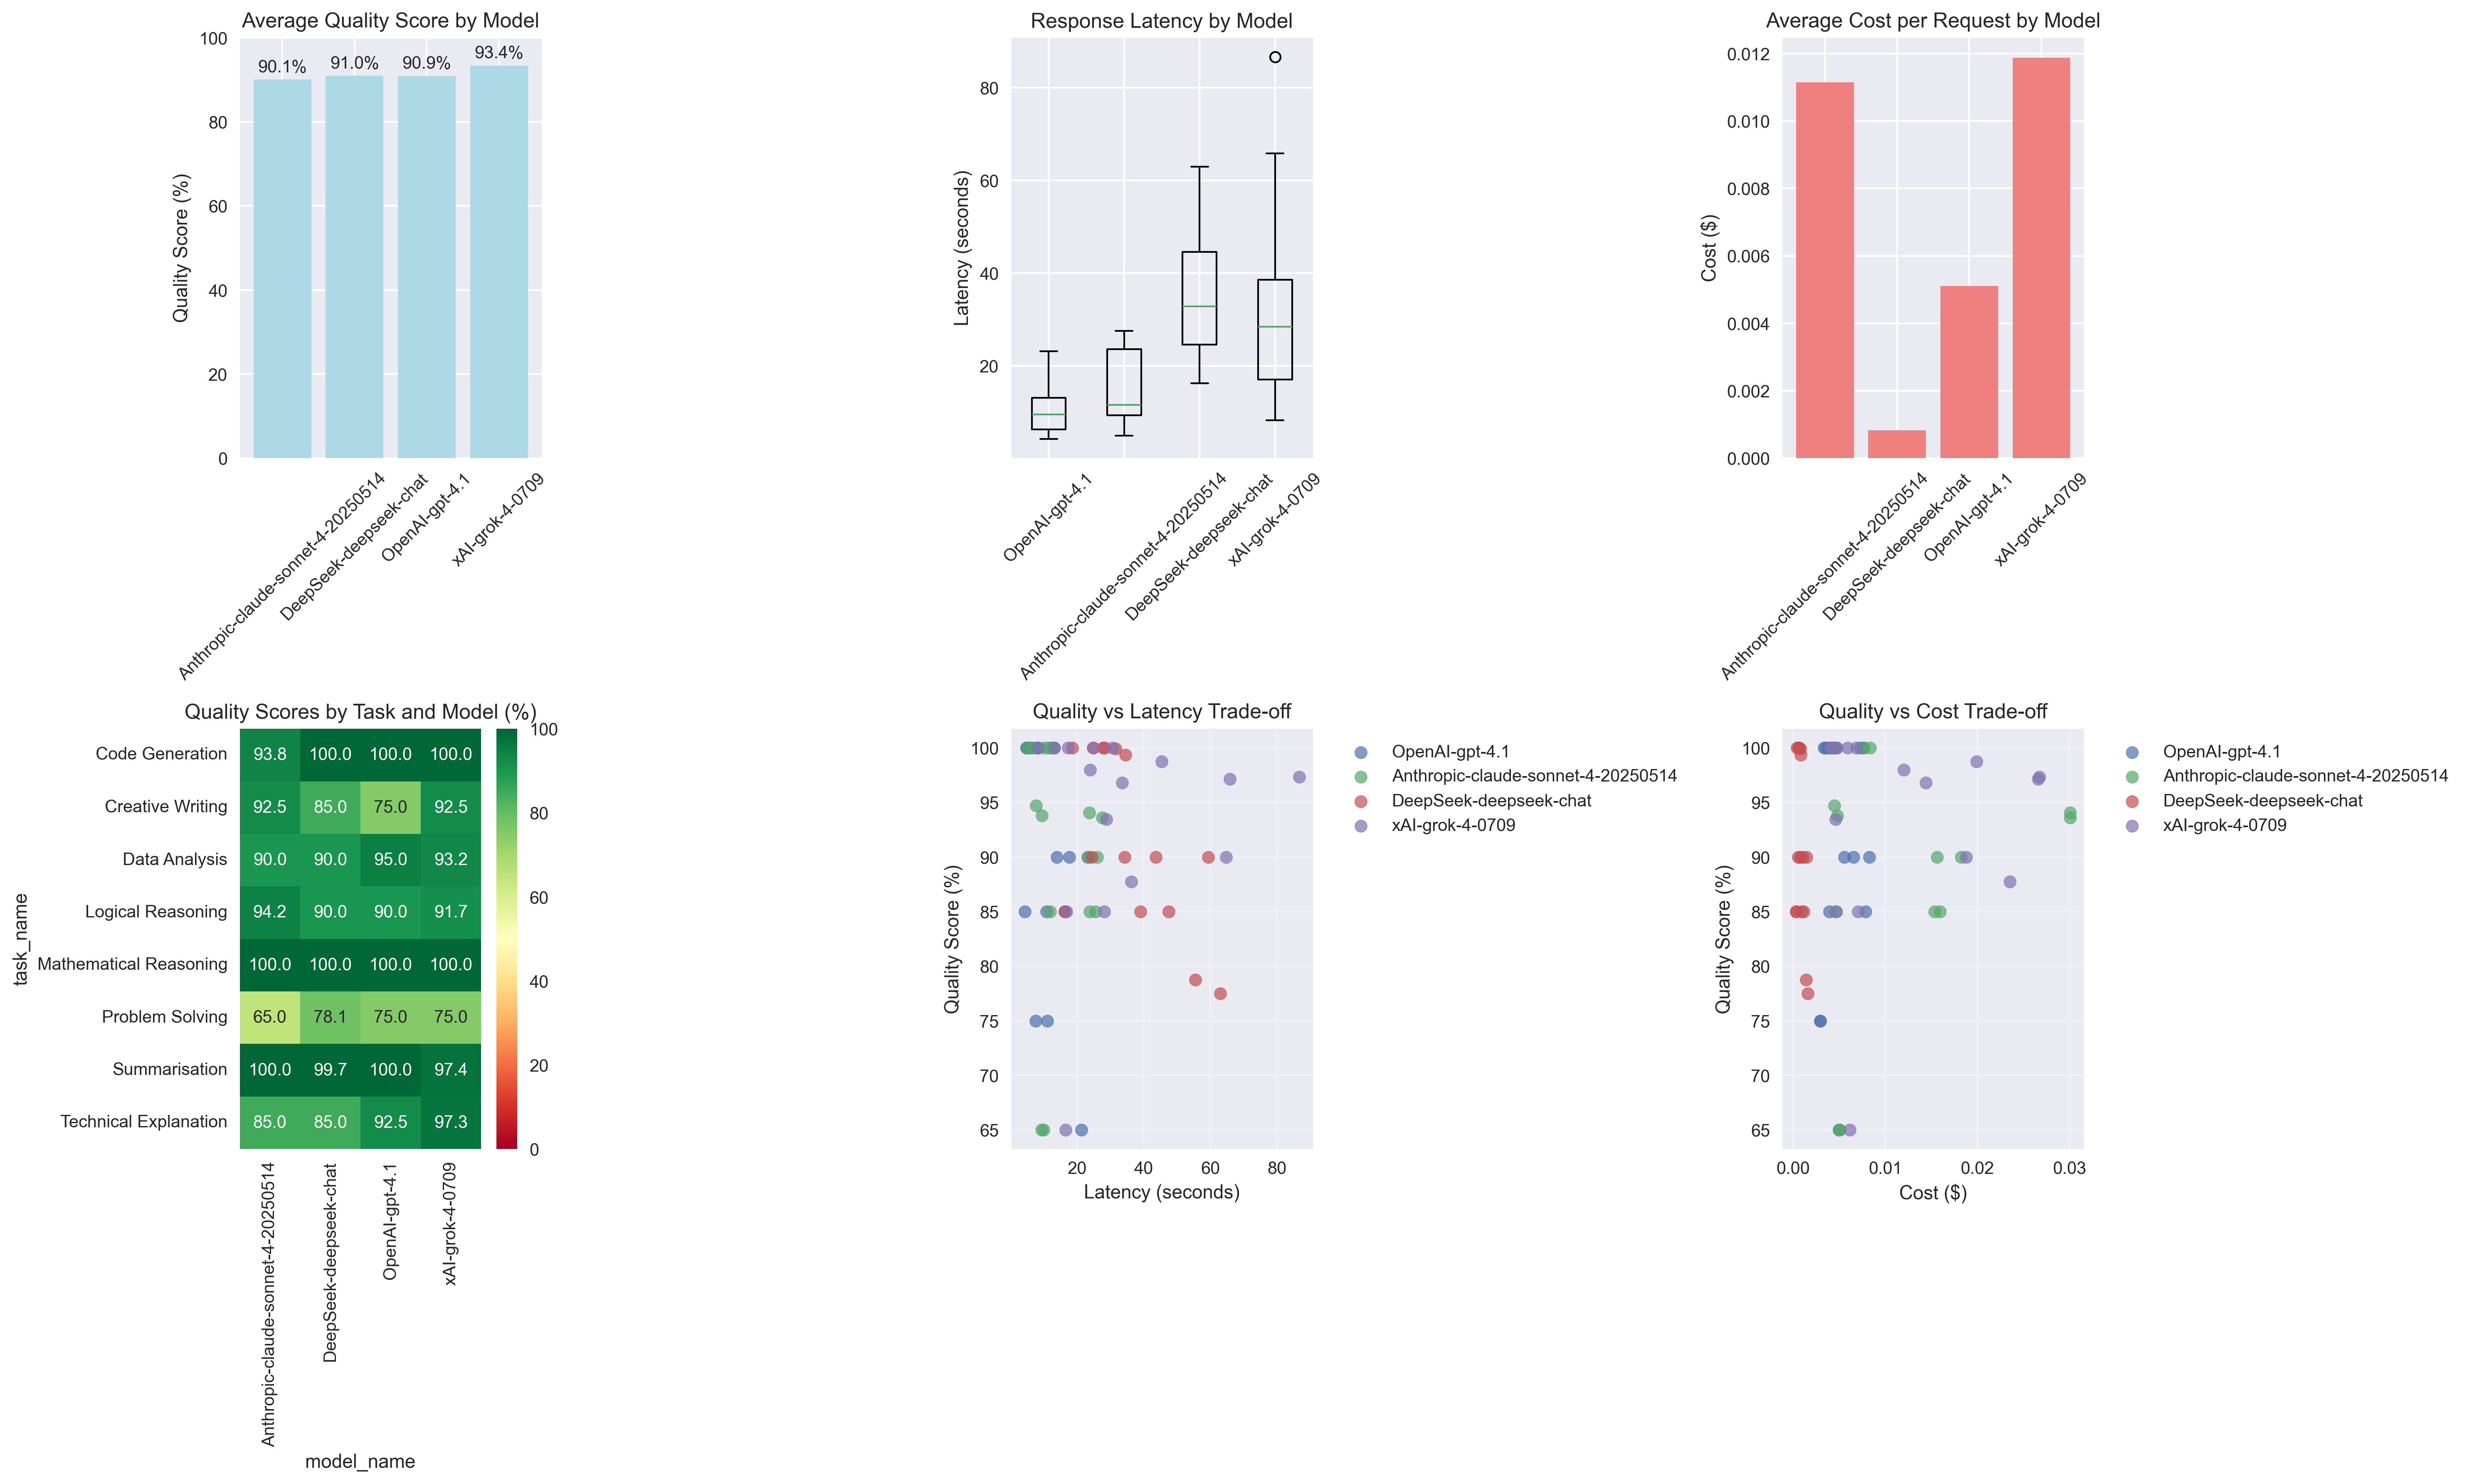 Average Quality Score by Model
Quality Score (%)
100
80
60
40
20
0
90.1%
91.0%
90.9%
93.4%
Anthropic-claude-sonnet-4-20250514
DeepSeek-deepseek-chat
OpenAI-gpt-4.1
xAI-grok-4-0709
Response Latency by Model
Latency (seconds)
80
60
40
20
OpenAI-gpt-4.1
Anthropic-claude-sonnet-4-20250514
DeepSeek-deepseek-chat
xAI-grok-4-0709
Average Cost per Request by Model
Cost ($)
0.012
0.010
0.008
0.006
0.004
0.002
0.000
Anthropic-claude-sonnet-4-20250514
DeepSeek-deepseek-chat
OpenAI-gpt-4.1
xAI-grok-4-0709
Quality Scores by Task and Model (%)
task_name
Code Generation 93.8 100.0 100.0 100.0
Creative Writing 92.5 85.0 75.0 92.5
Data Analysis 90.0 90.0 95.0 93.2
Logical Reasoning 94.2 90.0 90.0 91.7
Mathematical Reasoning 100.0 100.0 100.0 100.0
Problem Solving 65.0 78.1 75.0 75.0
Summarisation 100.0 99.7 100.0 97.4
Technical Explanation 85.0 85.0 92.5 97.3
100
80
60
40
20
0
Anthropic-claude-sonnet-4-20250514
DeepSeek-deepseek-chat
OpenAI-gpt-4.1
xAI-grok-4-0709
model_name
Quality vs Latency Trade-off
Quality Score (%)
100
95
90
85
80
75
70
65
20 40 60 80
Latency (seconds)
OpenAI-gpt-4.1
Anthropic-claude-sonnet-4-20250514
DeepSeek-deepseek-chat
xAI-grok-4-0709
Quality vs Cost Trade-off
Quality Score (%)
100
95
90
85
80
75
70
65
0.00 0.01 0.02 0.03
Cost ($)
OpenAI-gpt-4.1
Anthropic-claude-sonnet-4-20250514
DeepSeek-deepseek-chat
xAI-grok-4-0709